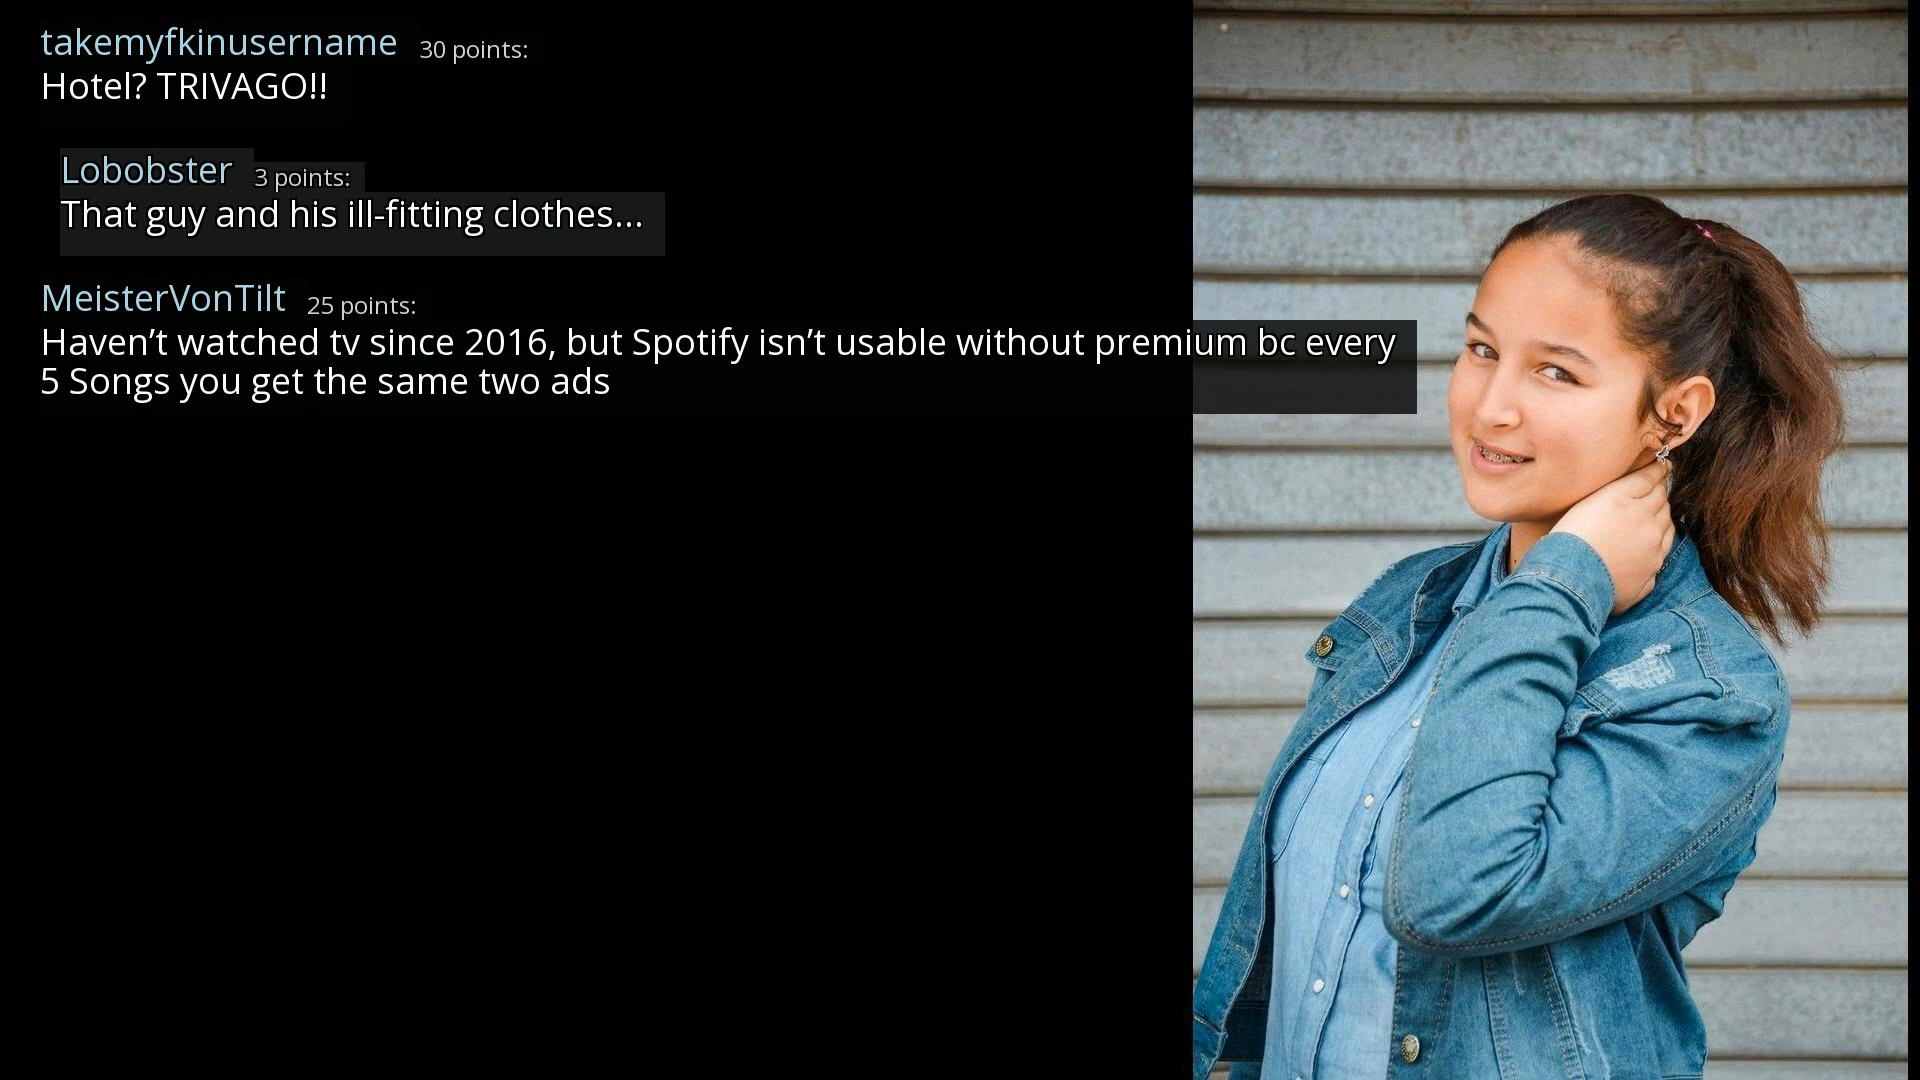 takemyfkinusername 30 points:
Hotel? TRIVAGO!!
Lobobster 3 points:
That guy and his ill-fitting clothes...
MeisterVonTilt 25 points:
Haven’t watched tv since 2016, but Spotify isn’t usable without premium bc every
5 Songs you get the same two ads